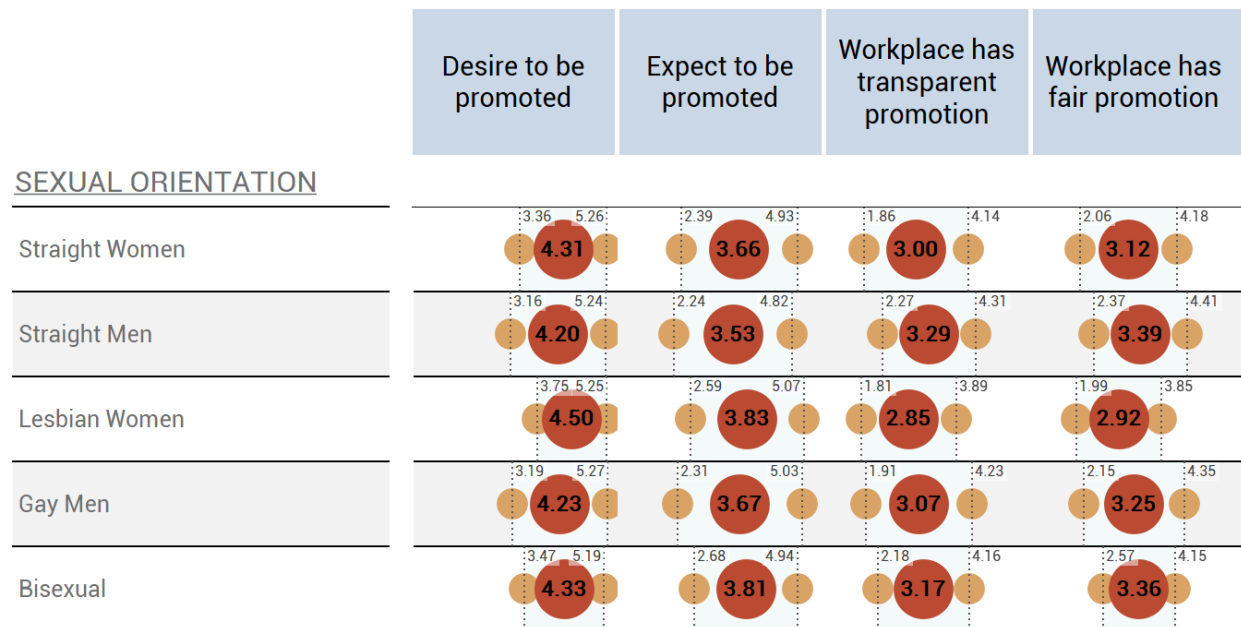 Desire to be
promoted
Expect to be
promoted
Workplace has
transparent
promotion
Workplace has
fair promotion
SEXUAL ORIENTATION
3.36 5.26 2.39 4.93 1.86 4.14 2.06 4.18
Straight Women 4.31 3.66 3.00 3.12
3.16 5.24 2.24 4.82 2.27 4.31 2.37 4.41
Straight Men 4.20 3.53 3.29 3.39
3.75 5.25 2.59 5.07 1.81 3.89 1.99 3.85
Lesbian Women 4.50 3.83 2.85 2.92
3.19 5.27 2.31 5.03 1.91 4.23 2.15 4.35
Gay Men 4.23 3.67 3.07 3.25
3.47 5.19 2.68 4.94 2.18 4.16 2.57 4.15
Bisexual 4.33 3.81 3.17 3.36